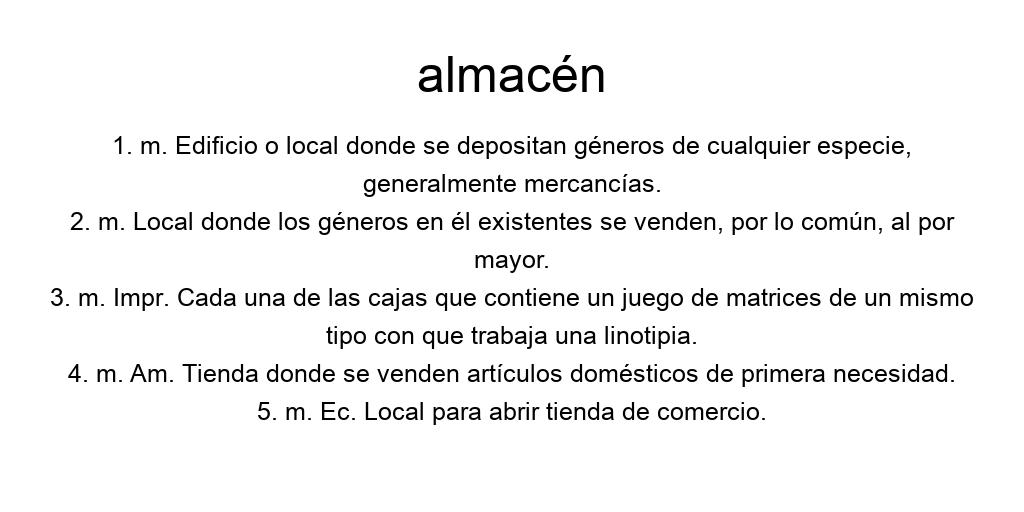 almacén
1. m. Edificio o local donde se depositan géneros de cualquier especie,
generalmente mercancías.
2. m. Local donde los géneros en él existentes se venden, por lo común, al por
mayor.
3. m. Impr. Cada una de las cajas que contiene un juego de matrices de un mismo
tipo con que trabaja una linotipia.
4. m. Am. Tienda donde se venden artículos domésticos de primera necesidad.
5. m. Ec. Local para abrir tienda de comercio.